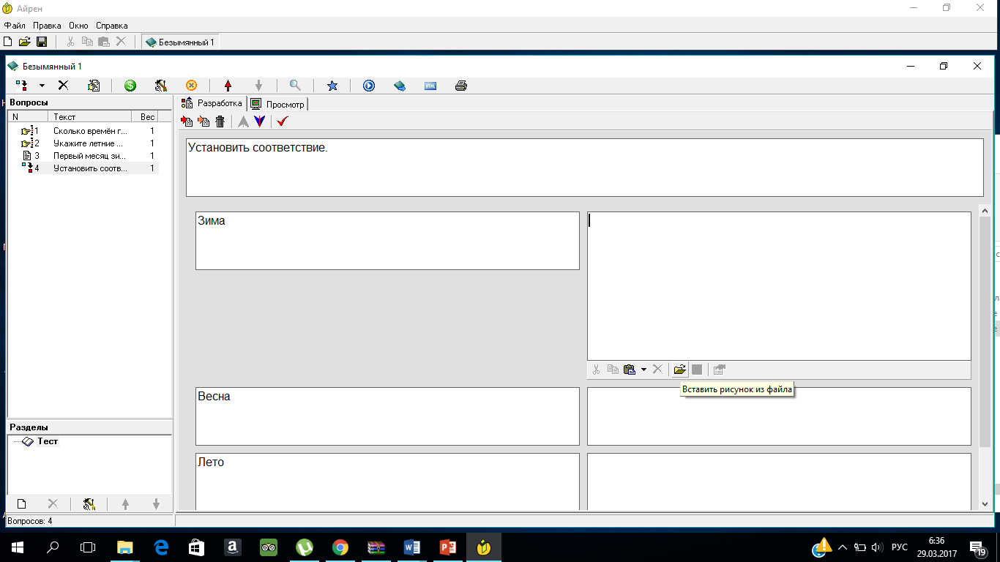 Айрен
Файл Правка Окно Справка
Безымянный 1
Безымянный 1
HTML
Вопросы
N Текст Вес
1 Сколько времён г... 1
2 Укажите летние ... 1
3 Первый месяц зи... 1
4 Установить соотв... 1
Разделы
Тест
Вопросов: 4
Разработка Просмотр
Установить соответствие.
Зима
Вставить рисунок из файла
Весна
Лето
РУС
6:36
29.03.2017
19